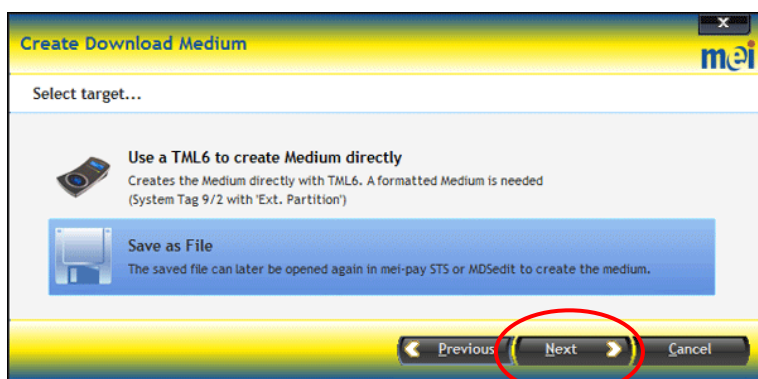 x
Create Download Medium
mei
Select target...
Use a TML6 to create Medium directly
Creates the Medium directly with TML6. A formatted Medium is needed
(System Tag 9/2 with 'Ext. Partition')
Save as File
The saved file can later be opened again in mei-pay STS or MDSedit to create the medium.
Previous Next Cancel